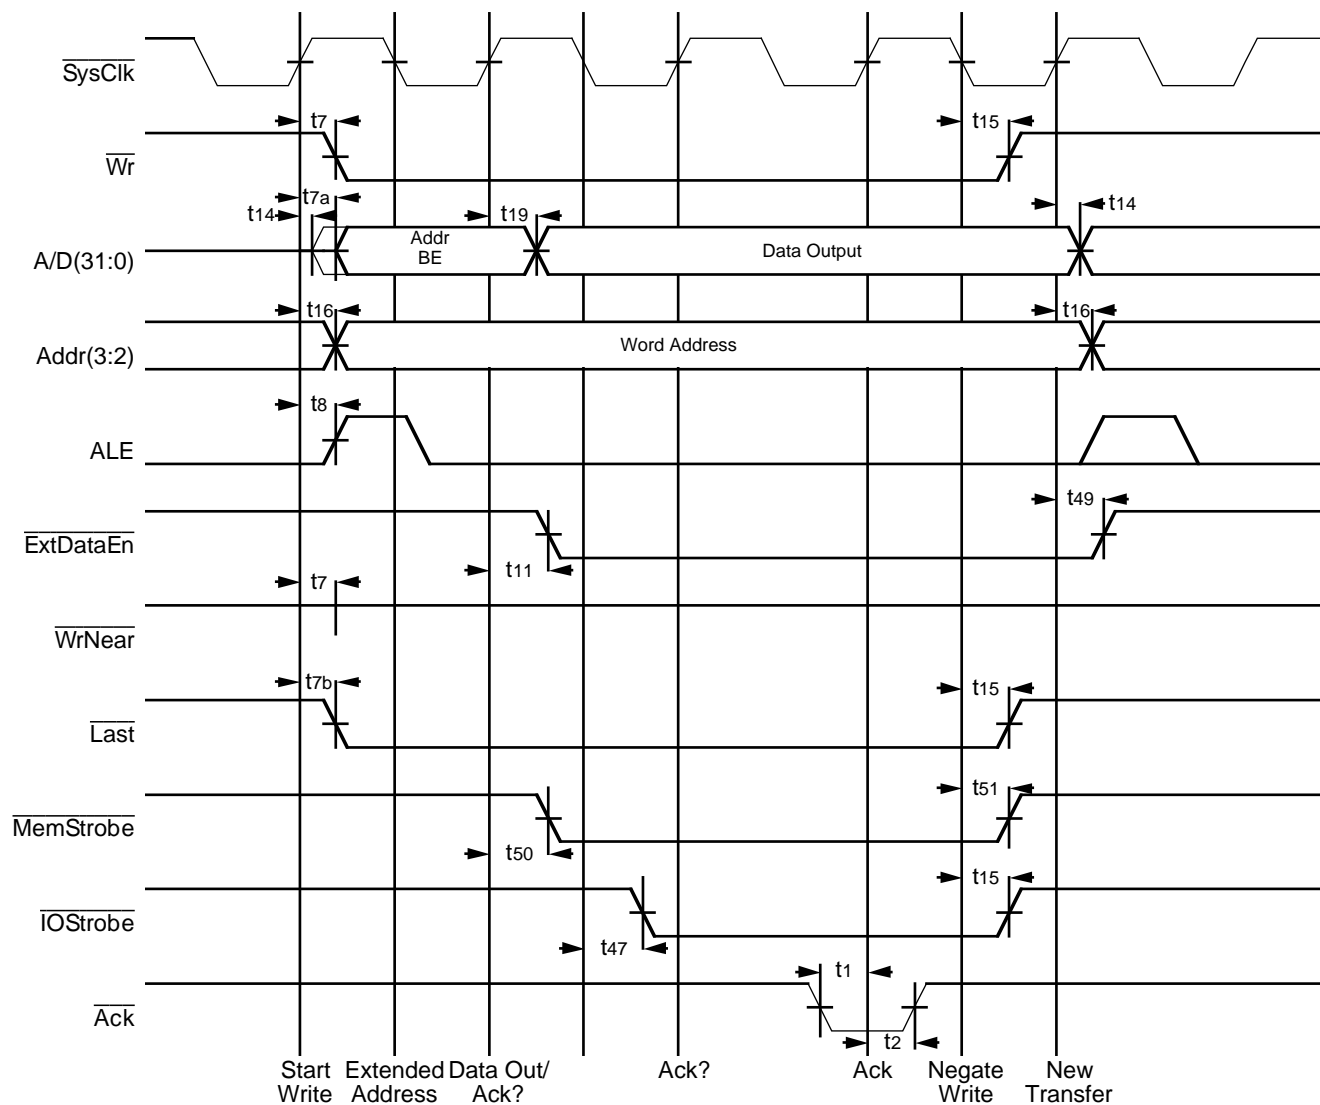 SysClk
t7
t15
Wr
t7a
t14
t19
t14
A/D(31:0)
Addr
BE
Data Output
t16
t16
Addr(3:2)
Word Address
t8
ALE
t49
ExtDataEn
t11
t7
WrNear
t7b
t15
Last
t51
MemStrobe
t50
t15
IOStrobe
t47
t1
Ack
t2
Start
Write
Extended
Address
Data Out/
Ack?
Ack?
Ack
Negate
Write
New
Transfer